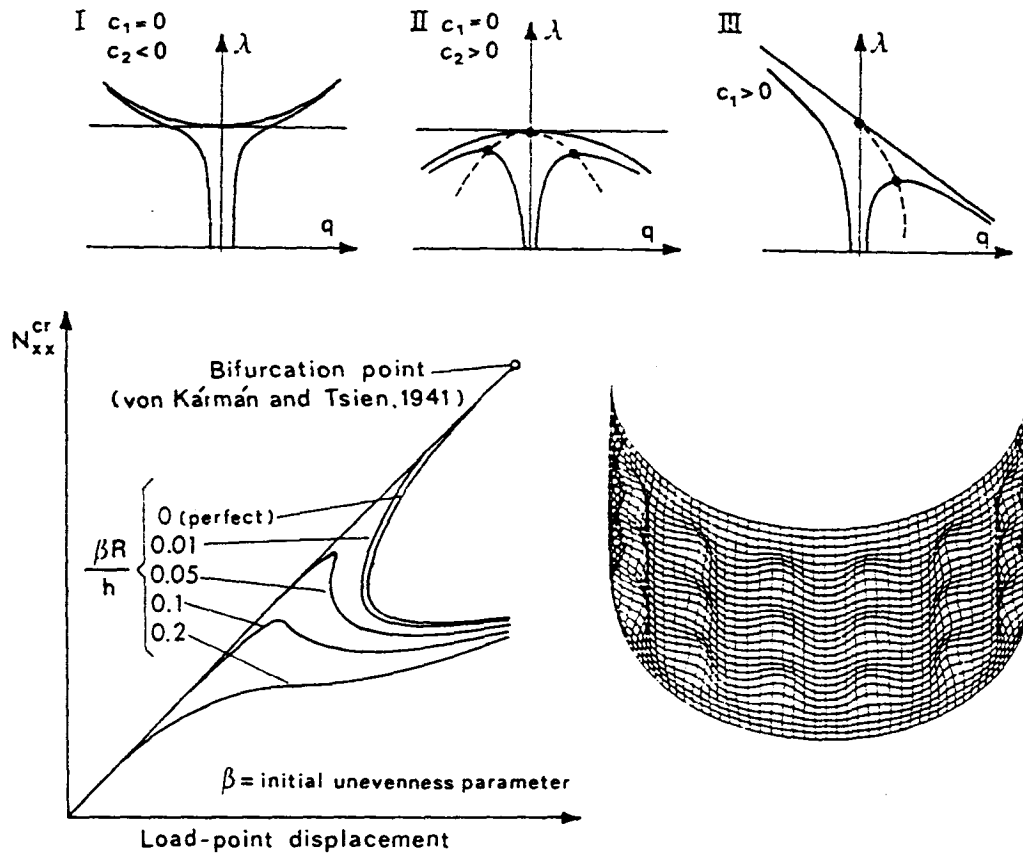 I c₁=0
c₂<0
λ
q
II c₁=0
c₂>0
λ
q
III
c₁>0
λ
q
N_xx^cr
Bifurcation point
(von Kármán and Tsien, 1941)
βR
h
0 (perfect)
0.01
0.05
0.1
0.2
β = initial unevenness parameter
Load-point displacement